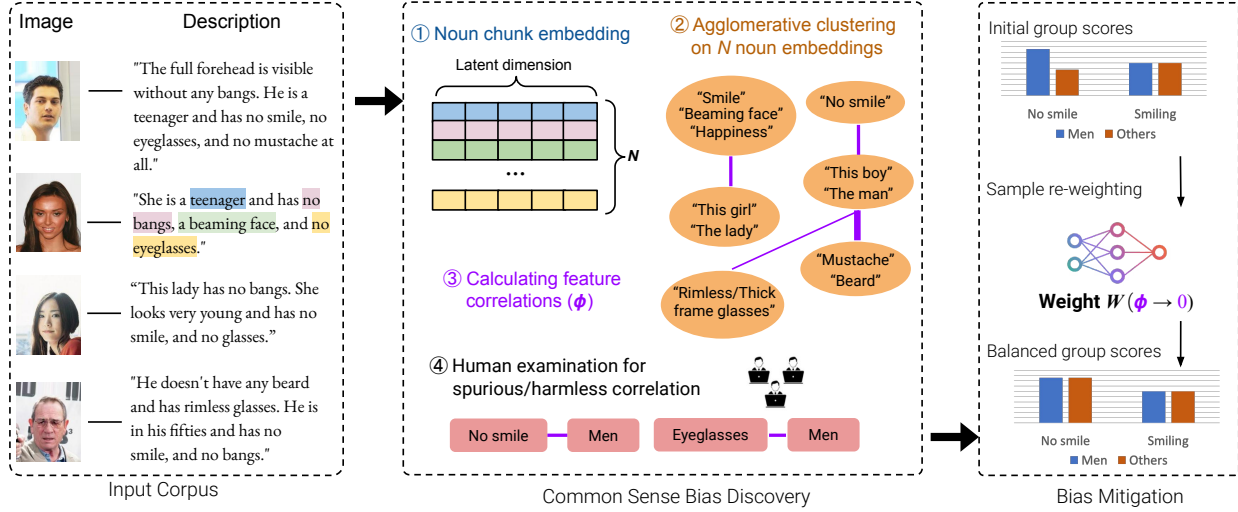 Image
Description
"The full forehead is visible
without any bangs. He is a
teenager and has no smile, no
eyeglasses, and no mustache at
all."
"She is a teenager and has no
bangs, a beaming face, and no
eyeglasses."
“This lady has no bangs. She
looks very young and has no
smile, and no glasses.”
"He doesn't have any beard
and has rimless glasses. He is
in his fifties and has no
smile, and no bangs."
Input Corpus
① Noun chunk embedding
Latent dimension
...
N
② Agglomerative clustering
on N noun embeddings
“Smile”
“Beaming face”
“Happiness”
“No smile”
“This girl”
“The lady”
“This boy”
“The man”
“Mustache”
“Beard”
“Rimless/Thick
frame glasses”
③ Calculating feature
correlations (ϕ)
④ Human examination for
spurious/harmless correlation
No smile
Men
Eyeglasses
Men
Common Sense Bias Discovery
Initial group scores
No smile
Smiling
Men
Others
Sample re-weighting
Weight W(ϕ → 0)
Balanced group scores
No smile
Smiling
Men
Others
Bias Mitigation